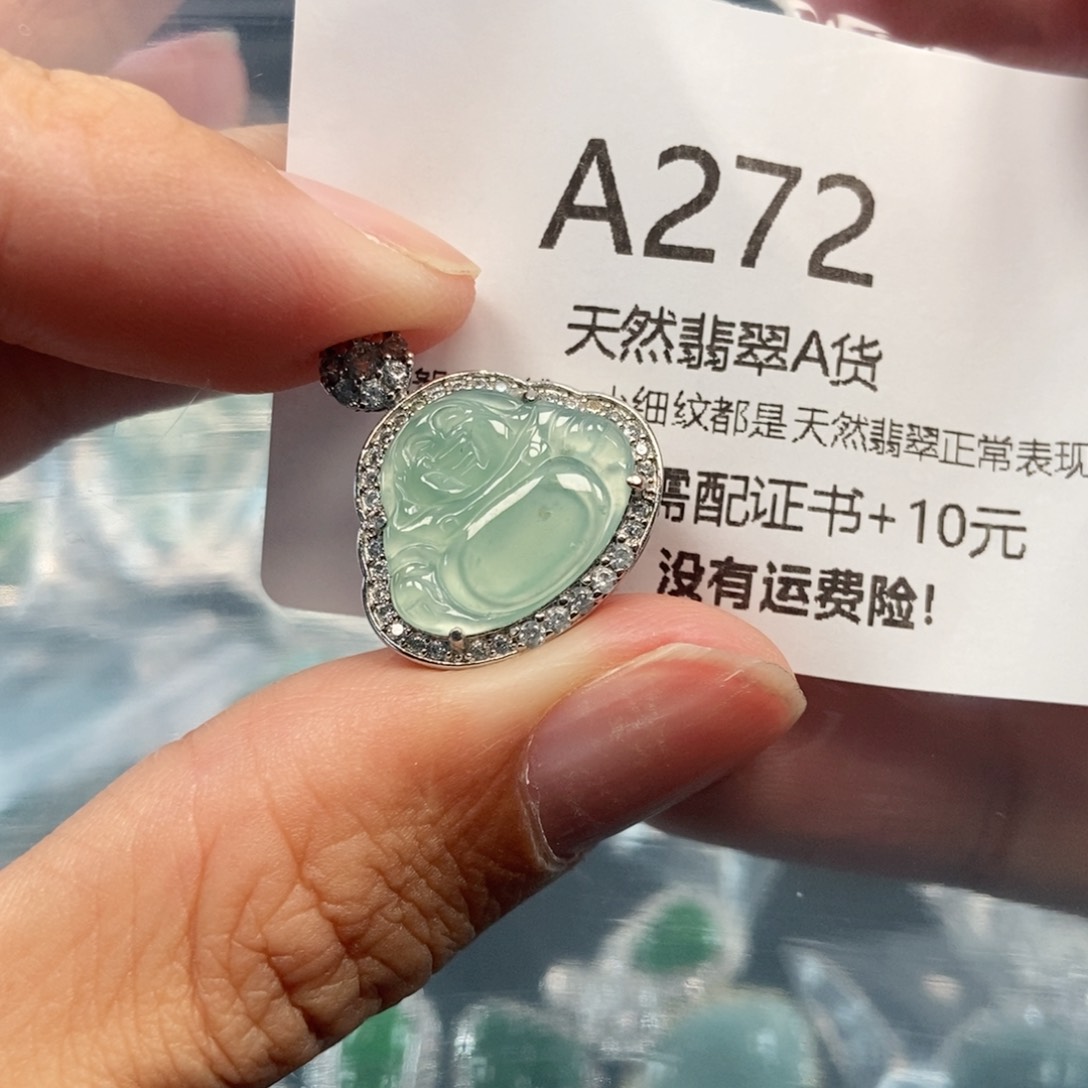 A272
天然翡翠A货
小细纹都是天然翡翠正常表现
需配证书+10元
没有运费险!